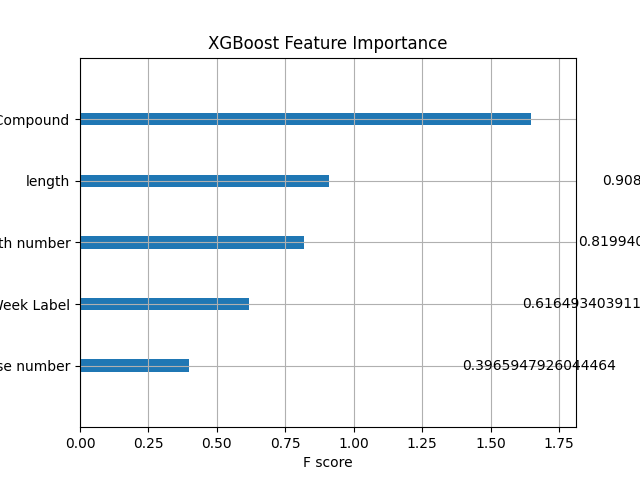 XGBoost Feature Importance
Compound
length
0.908
th number
0.819940
Week Label
0.616493403911
se number
0.3965947926044464
0.00 0.25 0.50 0.75 1.00 1.25 1.50 1.75
F score